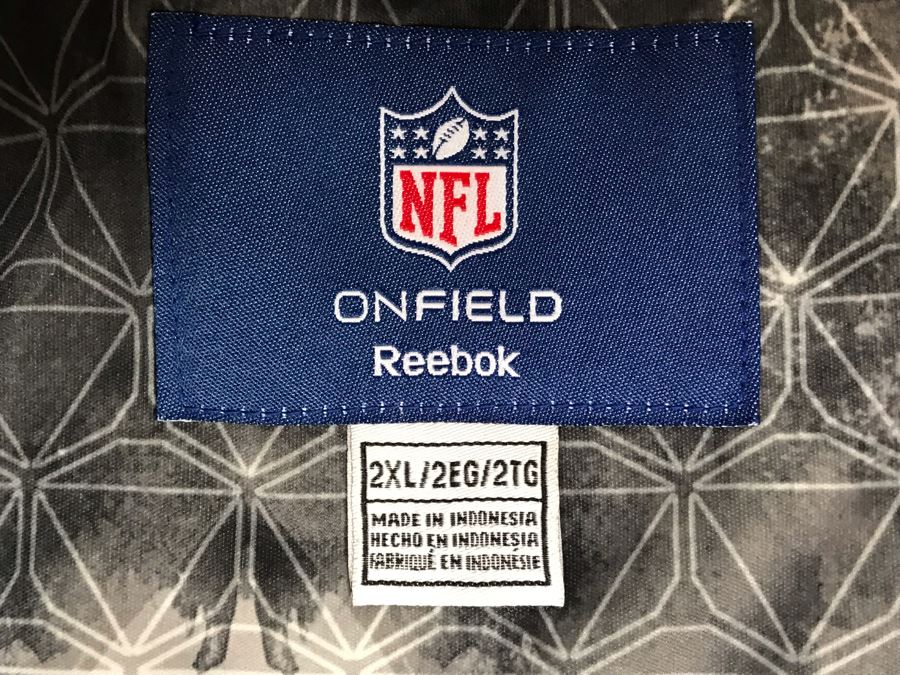 NFL
ONFIELD
Reebok
2XL/2EG/2TG
MADE IN INDONESIA
HECHO EN INDONESIA
FABRIQUÉ EN INDONÉSIE